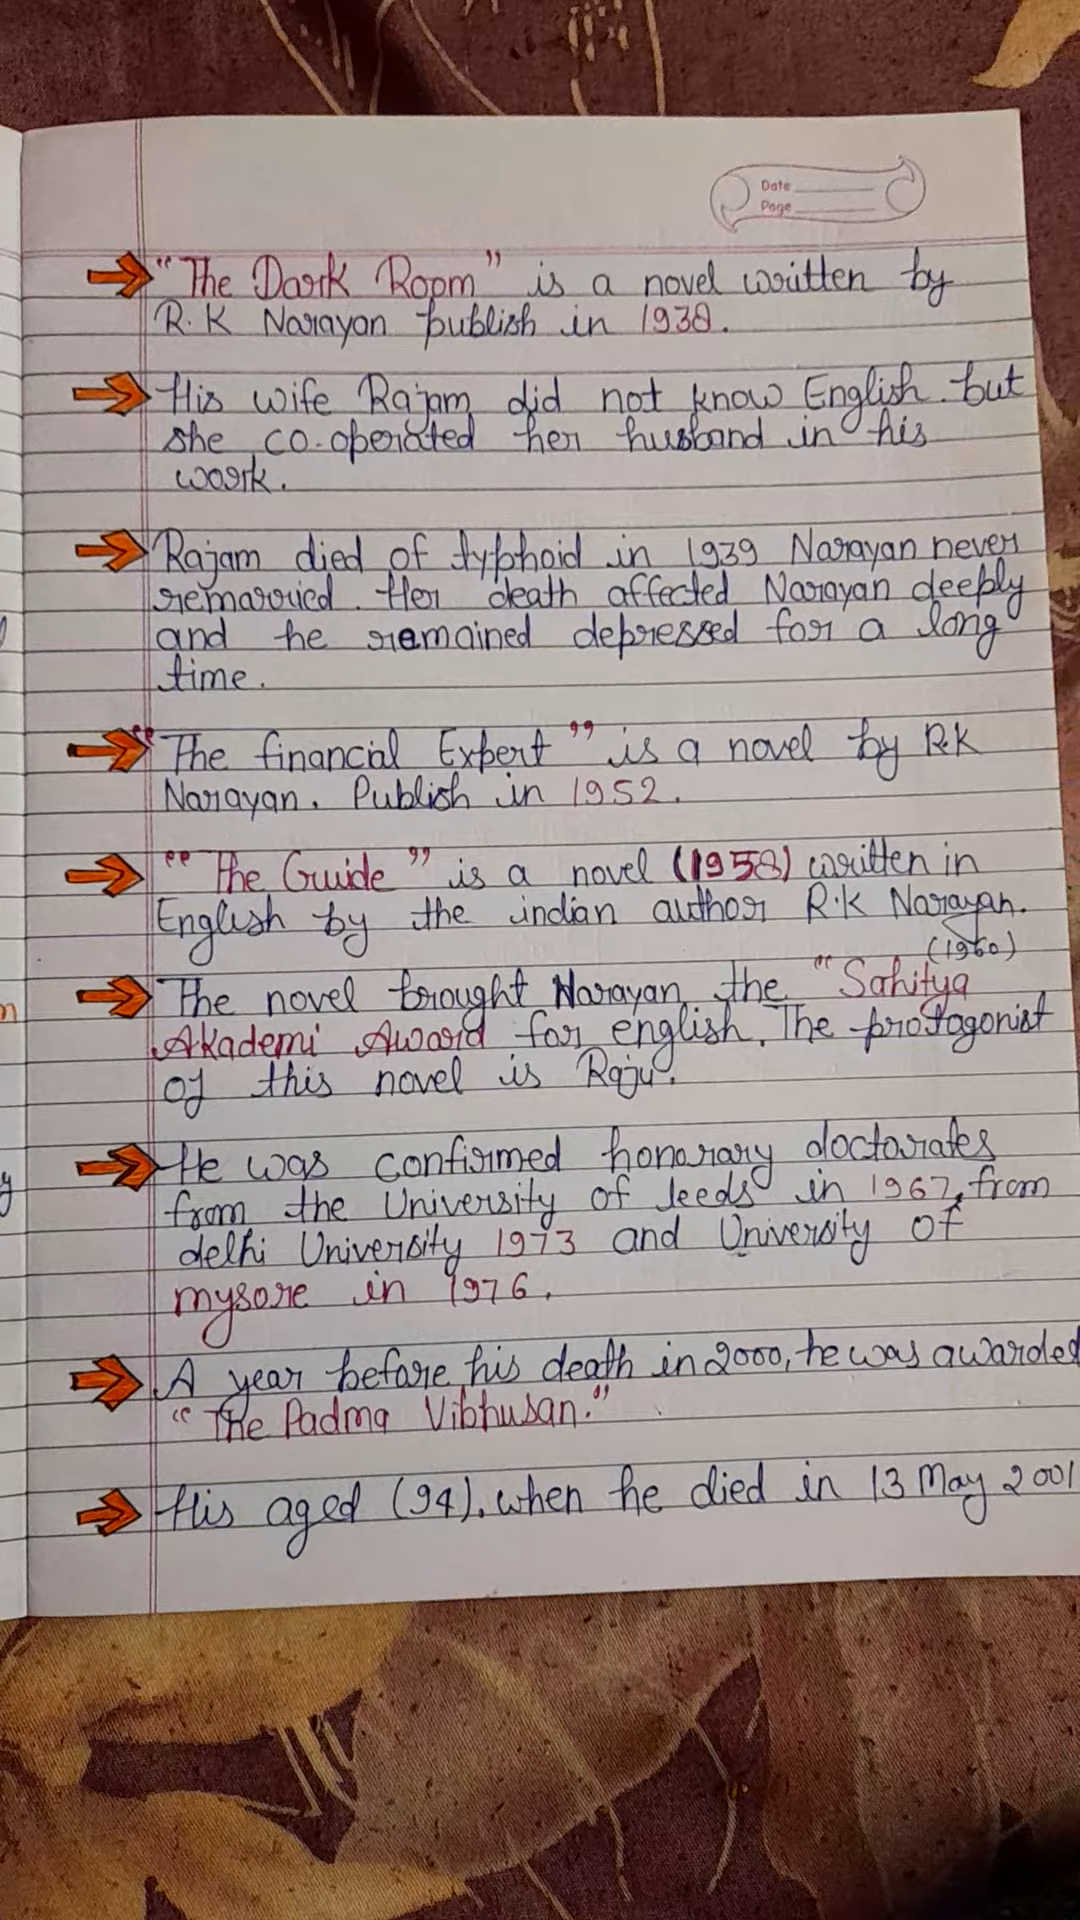 Date
Page
"The Dark Room" is a novel written by
R.K Narayan publish in 1938.
His wife Rajam did not know English. but
she co-operated her husband in his
work.
Rajam died of typhoid in 1939 Narayan never
remarried. Her death affected Narayan deeply
and he remained depressed for a long
time.
"The financial Expert" is a novel by R.K
Narayan. Publish in 1952.
"The Guide" is a novel (1958) written in
English by the indian author R.K Narayan.
(1960)
The novel brought Narayan the "Sahitya
Akademi Award for english. The protagonist
of this novel is Raju.
He was confirmed honorary doctorates
from the University of leeds in 1967, from
delhi University 1973 and University of
mysore in 1976.
A year before his death in 2000, he was awarded
"The Padma Vibhusan."
His aged (94). when he died in 13 May 2001